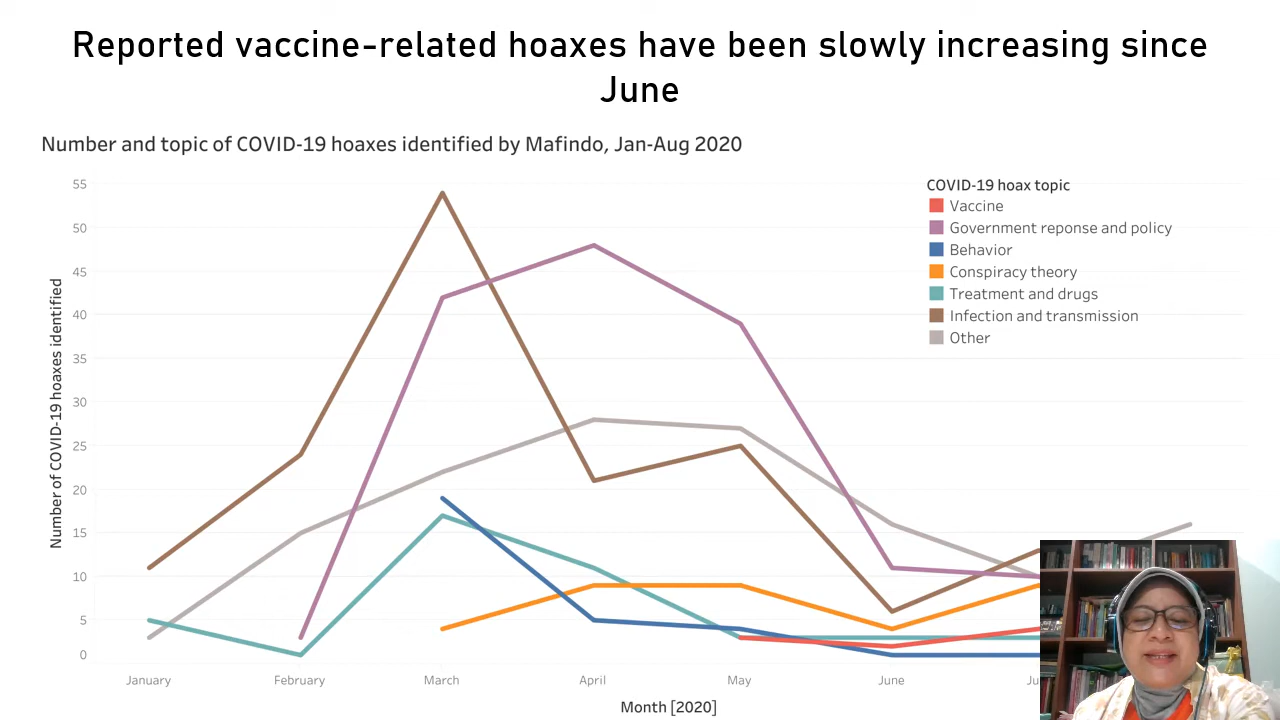 Reported vaccine-related hoaxes have been slowly increasing since
June
Number and topic of COVID-19 hoaxes identified by Mafindo, Jan-Aug 2020
COVID-19 hoax topic
Vaccine
Government reponse and policy
Behavior
Conspiracy theory
Treatment and drugs
Infection and transmission
Other
Number of COVID-19 hoaxes identified
55
50
45
40
35
30
25
20
15
10
5
0
January
February
March
April
May
June
Month [2020]